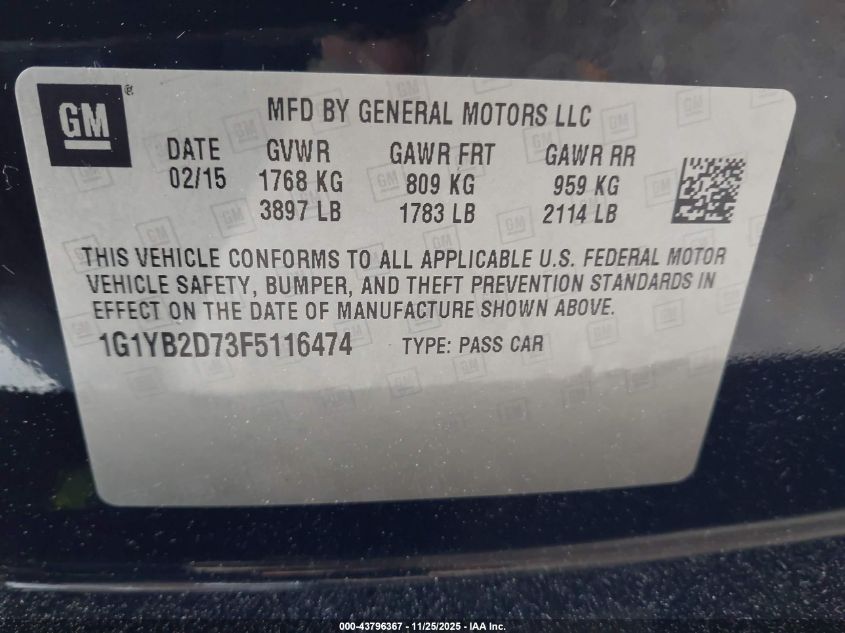 GM ®
MFD BY GENERAL MOTORS LLC
DATE GVWR GAWR FRT GAWR RR
02/15 1768 KG 809 KG 959 KG
3897 LB 1783 LB 2114 LB
THIS VEHICLE CONFORMS TO ALL APPLICABLE U.S. FEDERAL MOTOR
VEHICLE SAFETY, BUMPER, AND THEFT PREVENTION STANDARDS IN
EFFECT ON THE DATE OF MANUFACTURE SHOWN ABOVE.
1G1YB2D73F5116474 TYPE: PASS CAR
000-43796367 - 11/25/2025 - IAA Inc.